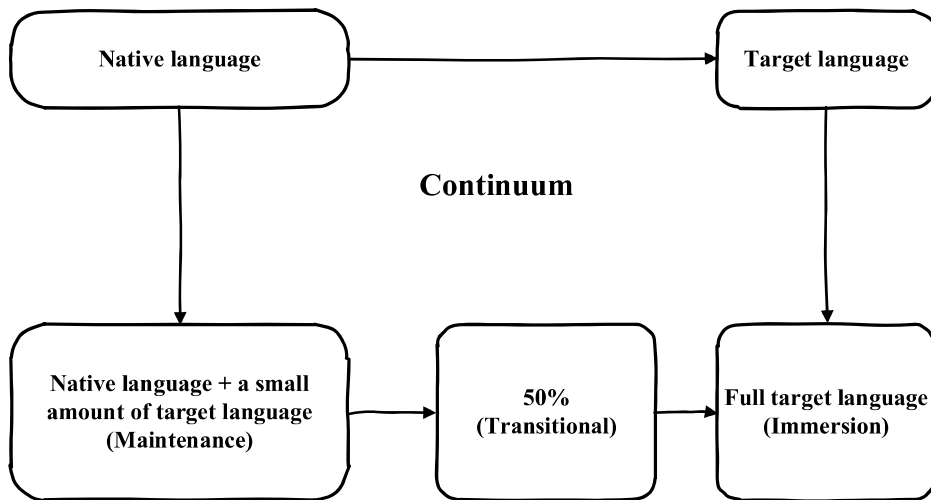 Native language
Target language
Continuum
Native language + a small
amount of target language
(Maintenance)
50%
(Transitional)
Full target language
(Immersion)